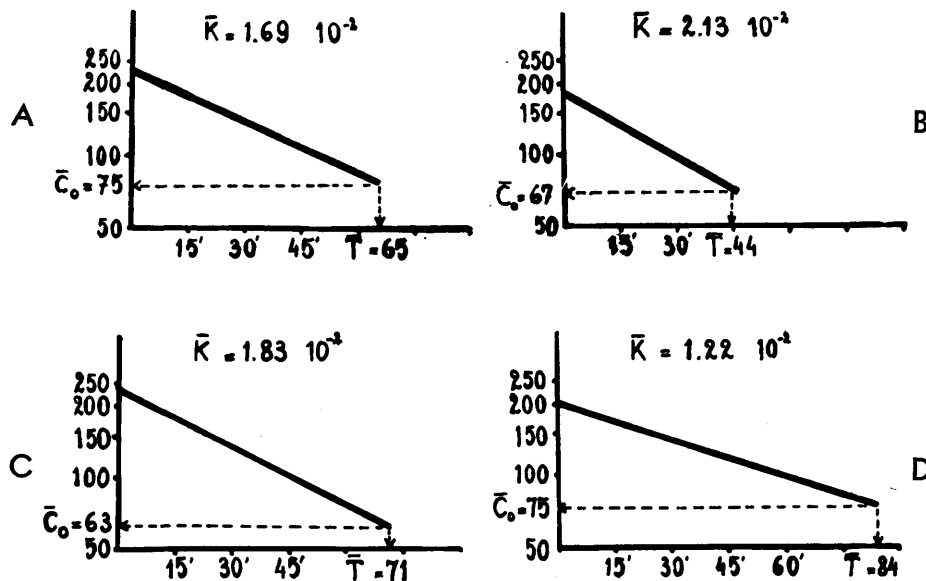 A
K̄ = 1.69 10⁻²
250
200
150
100
C̄₀=75
50
15' 30' 45' T̄=65
B
K̄ = 2.13 10⁻²
250
200
150
100
C̄₀=67
50
15' 30' T̄=44
C
K̄ = 1.83 10⁻²
250
200
150
100
C̄₀=63
50
15' 30' 45' T̄=71
D
K̄ = 1.22 10⁻²
250
200
150
100
C̄₀=75
50
15' 30' 45' 60' T̄=84